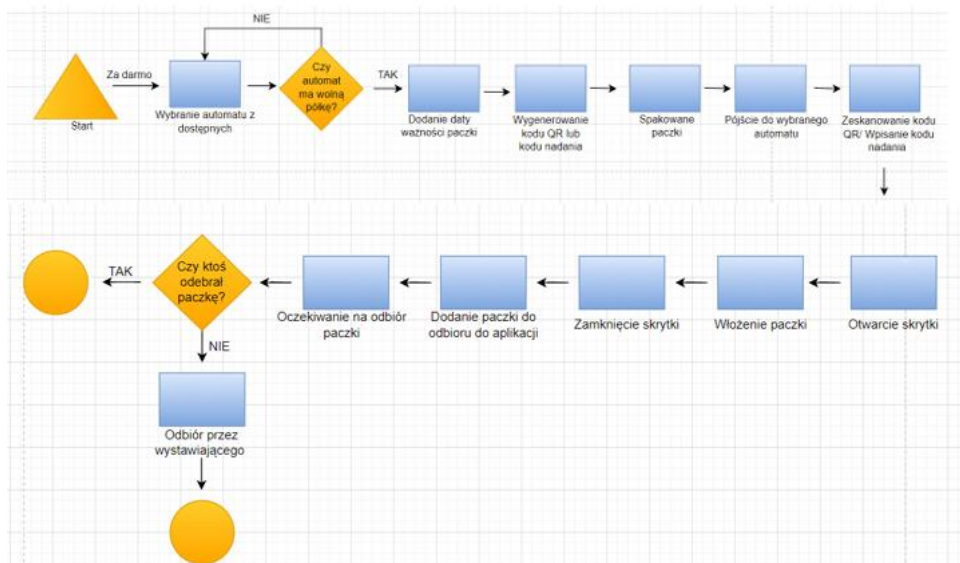 NIE
Za darmo
Start
Wybranie automatu z
dostępnych
Czy
automat
ma wolną
półkę?
TAK
Dodanie daty
ważności paczki
Wygenerowanie
kodu QR lub
kodu nadania
Spakowane
paczki
Pójście do wybranego
automatu
Zeskanowanie kodu
QR/ Wpisanie kodu
nadania
Otwarcie skrytki
Włożenie paczki
Zamknięcie skrytki
Dodanie paczki do
odbioru do aplikacji
Oczekiwanie na odbiór
paczki
Czy ktoś
odebrał
paczkę?
TAK
NIE
Odbiór przez
wystawiającego